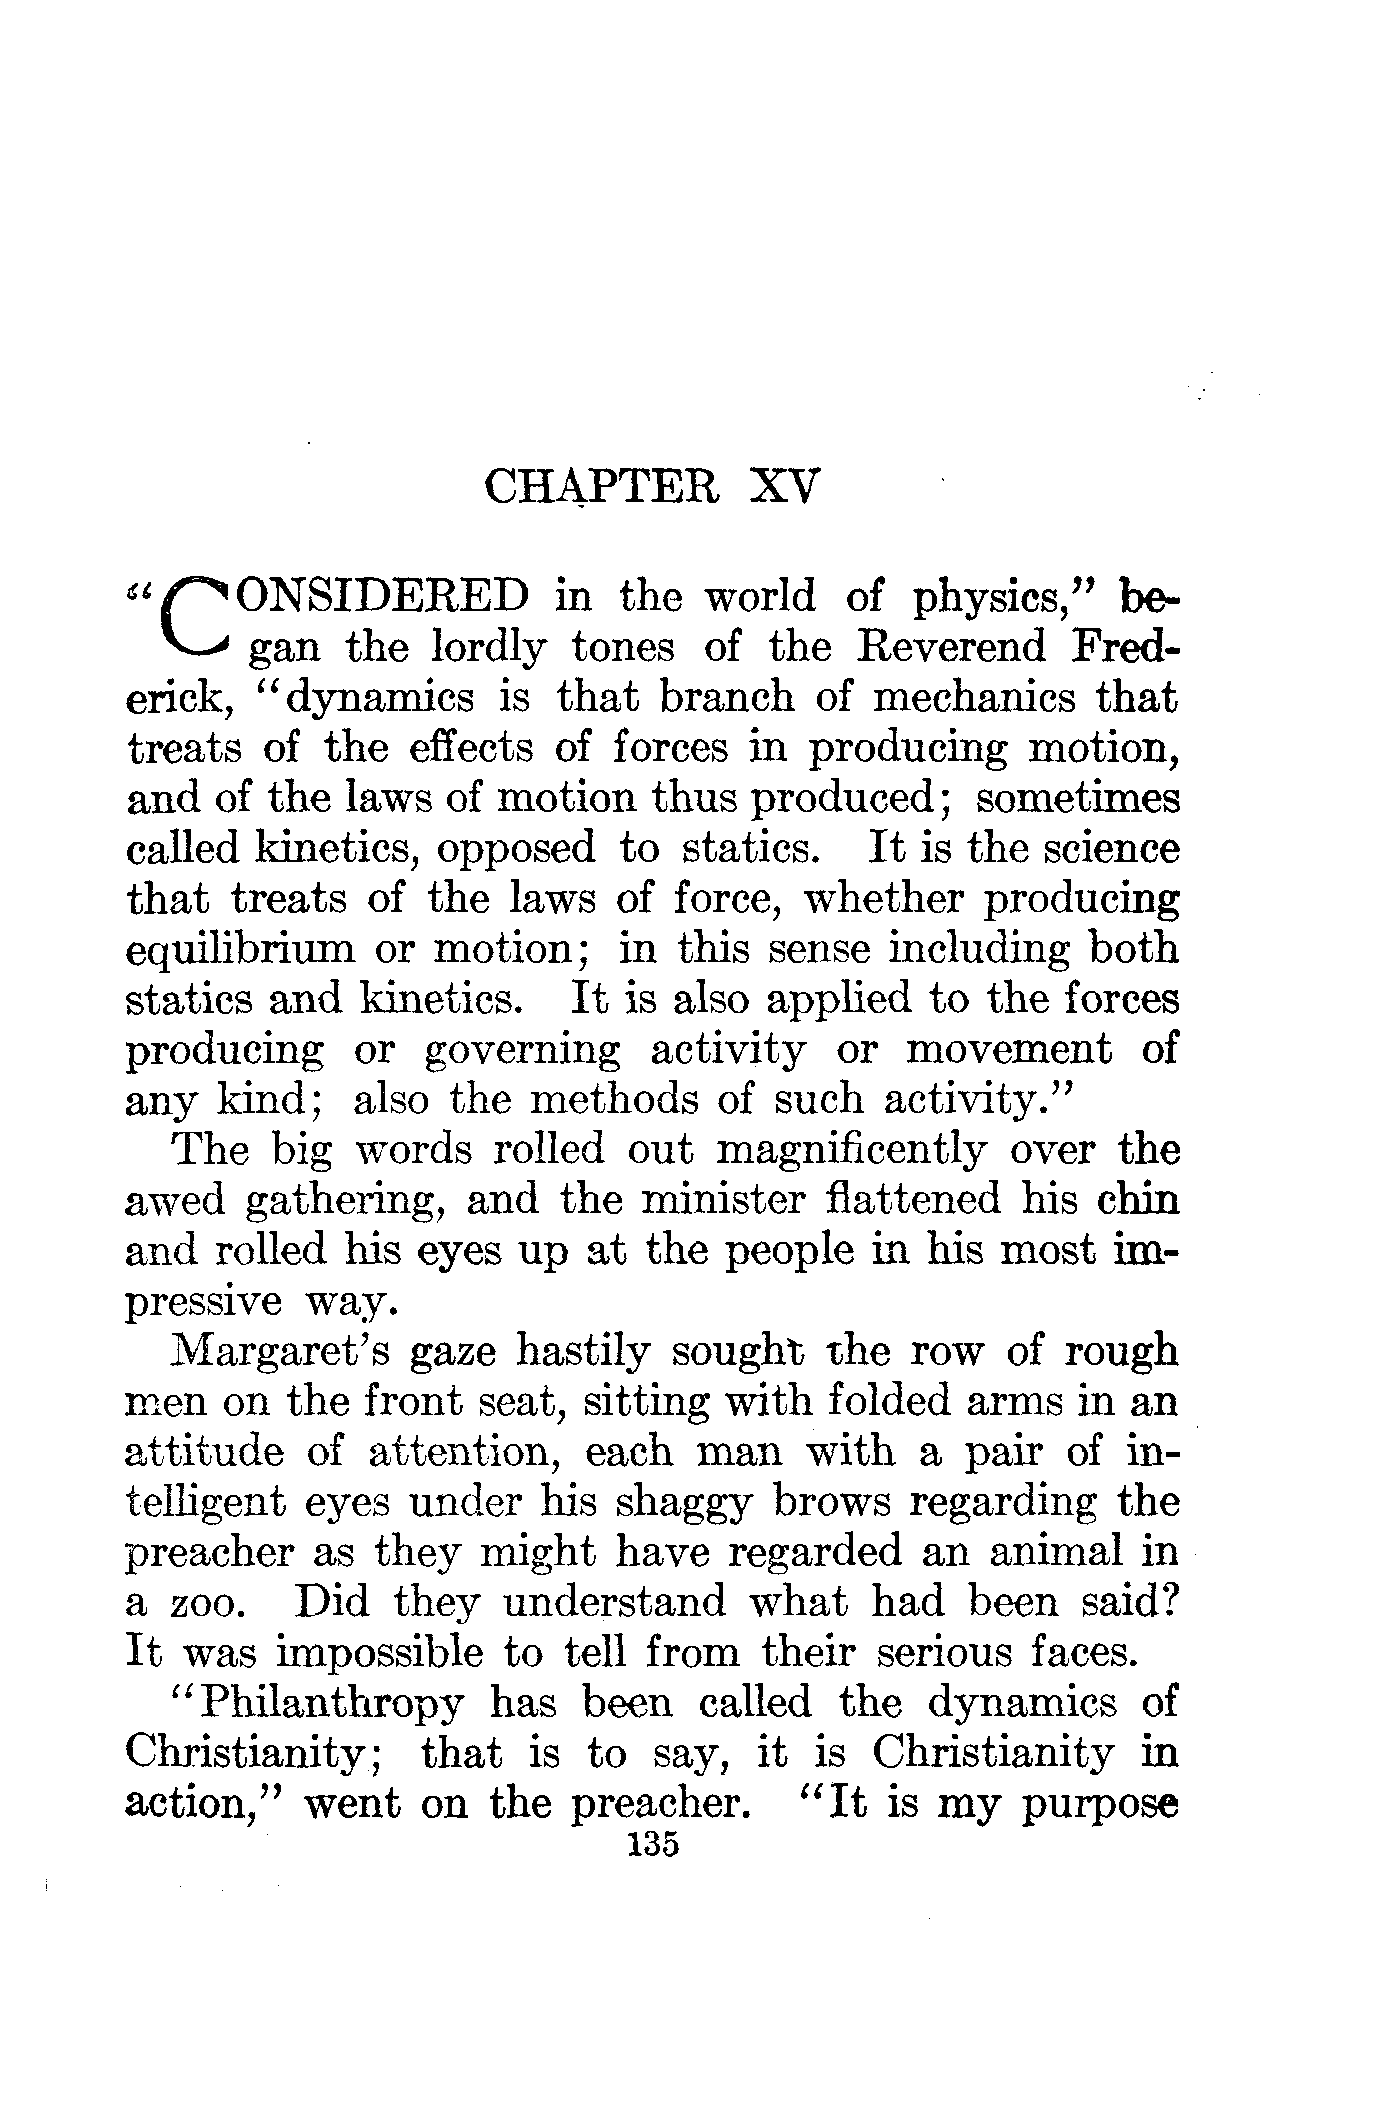 CHAPTER XV
"CONSIDERED in the world of physics," be-
gan the lordly tones of the Reverend Fred-
erick, "dynamics is that branch of mechanics that
treats of the effects of forces in producing motion,
and of the laws of motion thus produced; sometimes
called kinetics, opposed to statics. It is the science
that treats of the laws of force, whether producing
equilibrium or motion; in this sense including both
statics and kinetics. It is also applied to the forces
producing or governing activity or movement of
any kind; also the methods of such activity."
The big words rolled out magnificently over the
awed gathering, and the minister flattened his chin
and rolled his eyes up at the people in his most im-
pressive way.
Margaret's gaze hastily sought the row of rough
men on the front seat, sitting with folded arms in an
attitude of attention, each man with a pair of in-
telligent eyes under his shaggy brows regarding the
preacher as they might have regarded an animal in
a zoo. Did they understand what had been said?
It was impossible to tell from their serious faces.
"Philanthropy has been called the dynamics of
Christianity; that is to say, it is Christianity in
action," went on the preacher. "It is my purpose
135